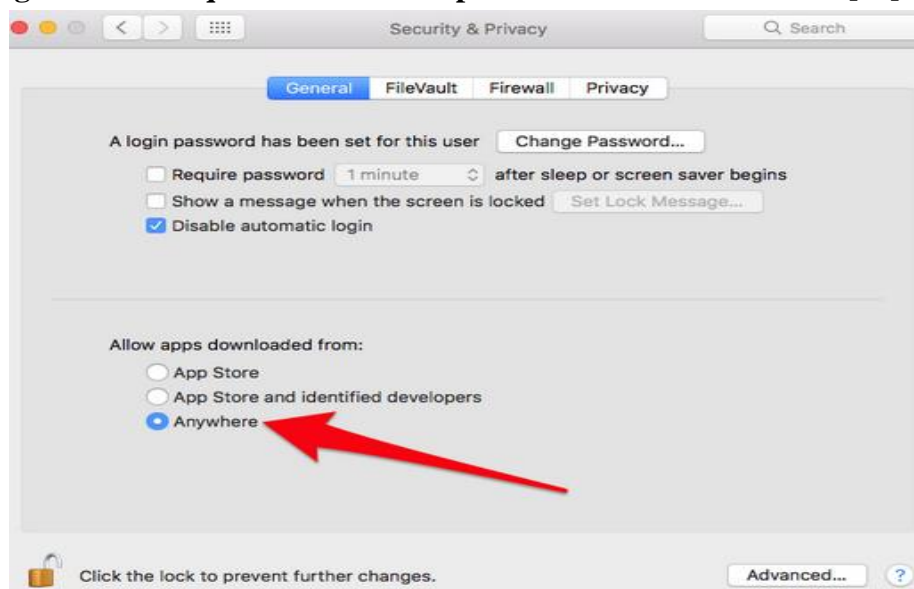 Security & Privacy
Search
General FileVault Firewall Privacy
A login password has been set for this user Change Password...
Require password 1 minute after sleep or screen saver begins
Show a message when the screen is locked Set Lock Message...
Disable automatic login
Allow apps downloaded from:
App Store
App Store and identified developers
Anywhere
Click the lock to prevent further changes. Advanced... ?